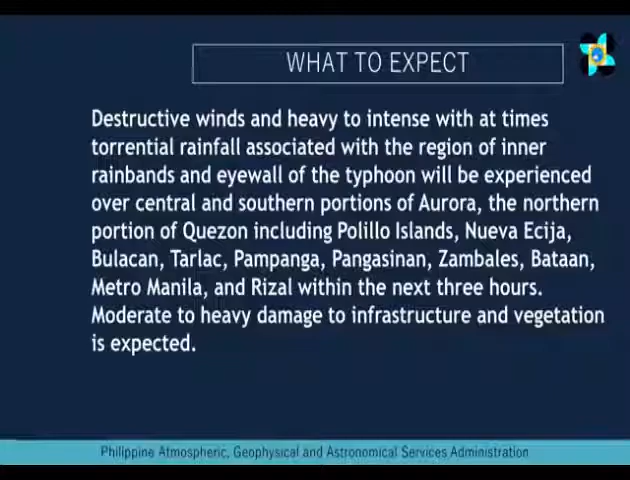 WHAT TO EXPECT
Destructive winds and heavy to intense with at times
torrential rainfall associated with the region of inner
rainbands and eyewall of the typhoon will be experienced
over central and southern portions of Aurora, the northern
portion of Quezon including Polillo Islands, Nueva Ecija,
Bulacan, Tarlac, Pampanga, Pangasinan, Zambales, Bataan,
Metro Manila, and Rizal within the next three hours.
Moderate to heavy damage to infrastructure and vegetation
is expected.
Philippine Atmospheric, Geophysical and Astronomical Services Administration